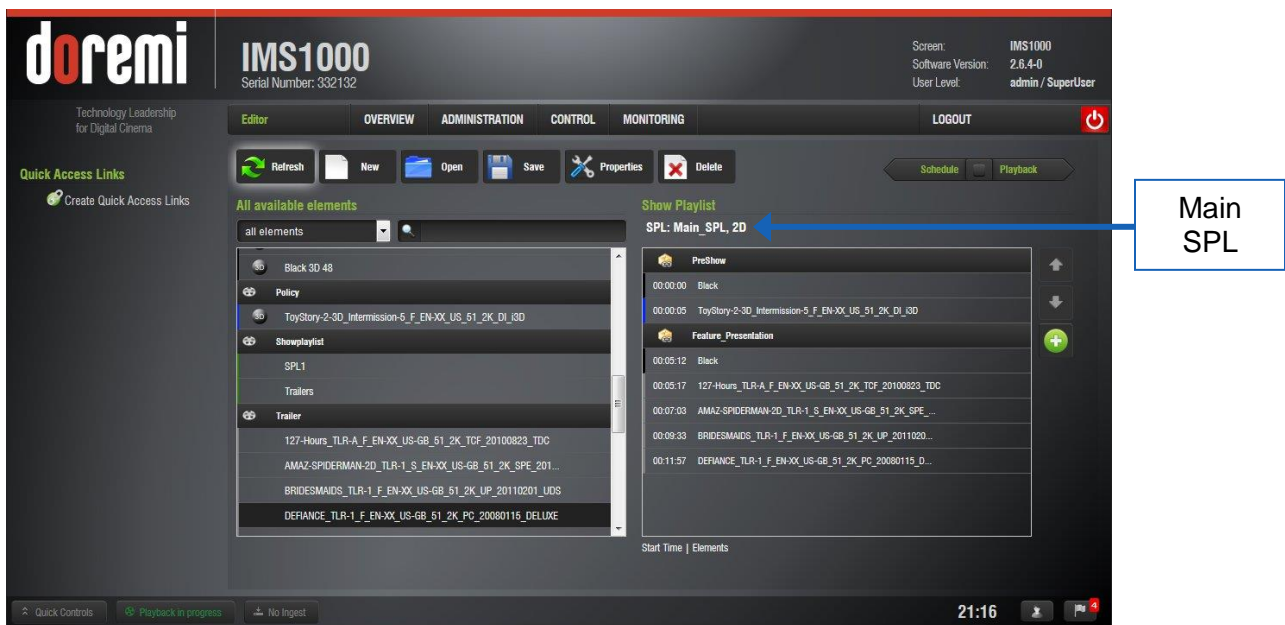 doremi
Technology Leadership
for Digital Cinema
IMS1000
Serial Number: 332132
Screen: IMS1000
Software Version: 2.6.4-0
User Level: admin / SuperUser
Editor OVERVIEW ADMINISTRATION CONTROL MONITORING LOGOUT
Quick Access Links
Create Quick Access Links
Refresh New Open Save Properties Delete
Schedule Playback
All available elements
all elements
3D Black 3D 48
Policy
3D ToyStory-2-3D_Intermission-5_F_EN-XX_US_51_2K_DI_i3D
Showplaylist
SPL1
Trailers
Trailer
127-Hours_TLR-A_F_EN-XX_US-GB_51_2K_TCF_20100823_TDC
AMAZ-SPIDERMAN-2D_TLR-1_S_EN-XX_US-GB_51_2K_SPE_201...
BRIDESMAIDS_TLR-1_F_EN-XX_US-GB_51_2K_UP_20110201_UDS
DEFIANCE_TLR-1_F_EN-XX_US-GB_51_2K_PC_20080115_DELUXE
Show Playlist
SPL: Main_SPL, 2D
PreShow
00:00:00 Black
00:00:05 ToyStory-2-3D_Intermission-5_F_EN-XX_US_51_2K_DI_i3D
Feature_Presentation
00:05:12 Black
00:05:17 127-Hours_TLR-A_F_EN-XX_US-GB_51_2K_TCF_20100823_TDC
00:07:03 AMAZ-SPIDERMAN-2D_TLR-1_S_EN-XX_US-GB_51_2K_SPE_...
00:09:33 BRIDESMAIDS_TLR-1_F_EN-XX_US-GB_51_2K_UP_2011020...
00:11:57 DEFIANCE_TLR-1_F_EN-XX_US-GB_51_2K_PC_20080115_D...
Start Time | Elements
Main
SPL
Quick Controls Playback in progress No Ingest 21:16 4